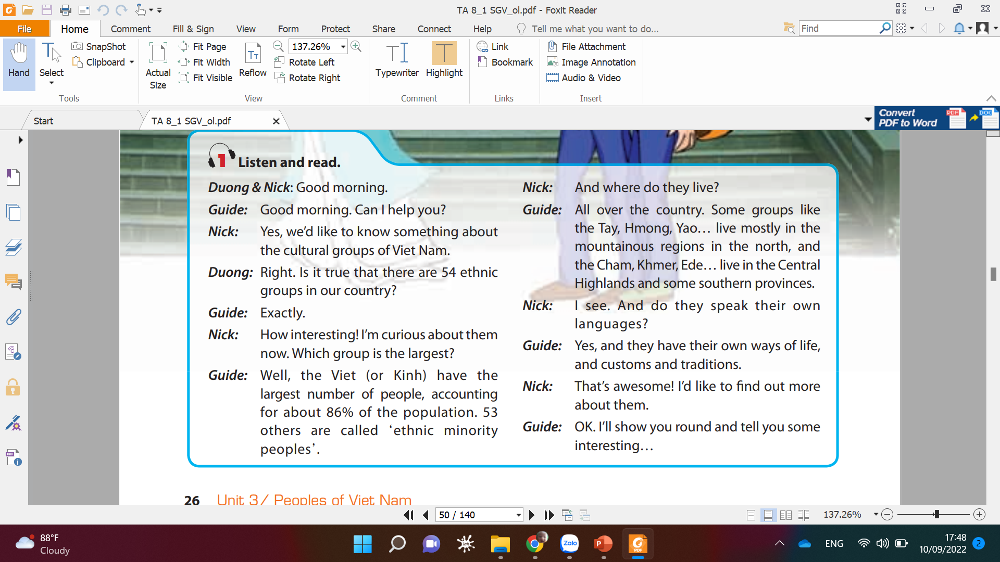 TA 8_1 SGV_ol.pdf - Foxit Reader
File Home Comment Fill & Sign View Form Protect Share Connect Help Tell me what you want to do... Find
Hand
Select
SnapShot
Clipboard
Tools
Actual Size
Fit Page
Fit Width
Fit Visible
Reflow
137.26%
Rotate Left
Rotate Right
View
Typewriter
Highlight
Comment
Link
Bookmark
Links
File Attachment
Image Annotation
Audio & Video
Insert
Start
TA 8_1 SGV_ol.pdf
Convert
PDF to Word
PDF
DOC
1 Listen and read.
Duong & Nick: Good morning.
Guide: Good morning. Can I help you?
Nick: Yes, we’d like to know something about
the cultural groups of Viet Nam.
Duong: Right. Is it true that there are 54 ethnic
groups in our country?
Guide: Exactly.
Nick: How interesting! I’m curious about them
now. Which group is the largest?
Guide: Well, the Viet (or Kinh) have the
largest number of people, accounting
for about 86% of the population. 53
others are called ‘ethnic minority
peoples’.
Nick: And where do they live?
Guide: All over the country. Some groups like
the Tay, Hmong, Yao… live mostly in the
mountainous regions in the north, and
the Cham, Khmer, Ede… live in the Central
Highlands and some southern provinces.
Nick: I see. And do they speak their own
languages?
Guide: Yes, and they have their own ways of life,
and customs and traditions.
Nick: That’s awesome! I’d like to find out more
about them.
Guide: OK. I’ll show you round and tell you some
interesting…
26 Unit 3/ Peoples of Viet Nam
50 / 140
137.26%
88°F
Cloudy
ink
Zalo
P
PDF
ENG
17:48
10/09/2022
2